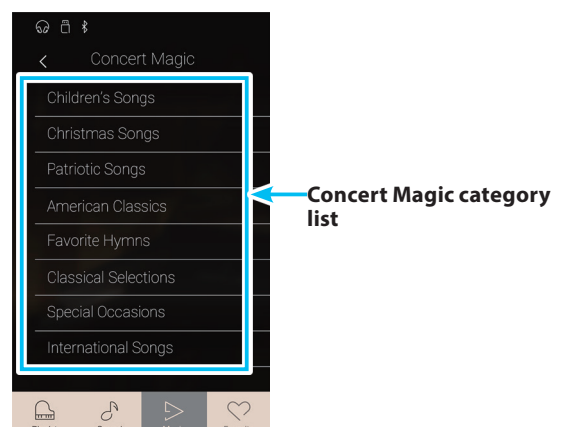 Concert Magic
Children's Songs
Christmas Songs
Patriotic Songs
American Classics
Favorite Hymns
Classical Selections
Special Occasions
International Songs
Concert Magic category
list